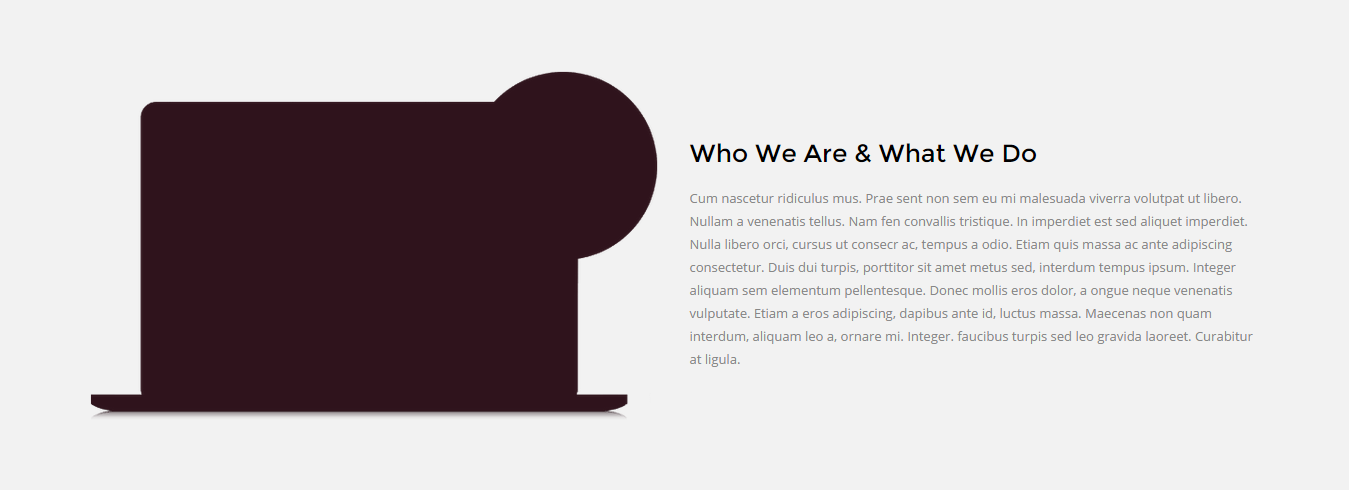 Who We Are & What We Do
Cum nascetur ridiculus mus. Prae sent non sem eu mi malesuada viverra volutpat ut libero.
Nullam a venenatis tellus. Nam fen convallis tristique. In imperdiet est sed aliquet imperdiet.
Nulla libero orci, cursus ut consecr ac, tempus a odio. Etiam quis massa ac ante adipiscing
consectetur. Duis dui turpis, porttitor sit amet metus sed, interdum tempus ipsum. Integer
aliquam sem elementum pellentesque. Donec mollis eros dolor, a ongue neque venenatis
vulputate. Etiam a eros adipiscing, dapibus ante id, luctus massa. Maecenas non quam
interdum, aliquam leo a, ornare mi. Integer. faucibus turpis sed leo gravida laoreet. Curabitur
at ligula.